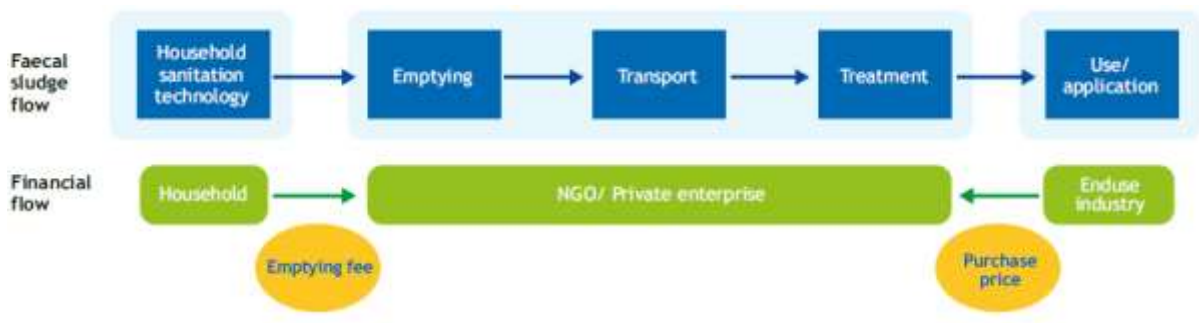 Faecal
sludge
flow
Household
sanitation
technology
Emptying
Transport
Treatment
Use/
application
Financial
flow
Household
NGO/ Private enterprise
Enduse
industry
Emptying fee
Purchase
price